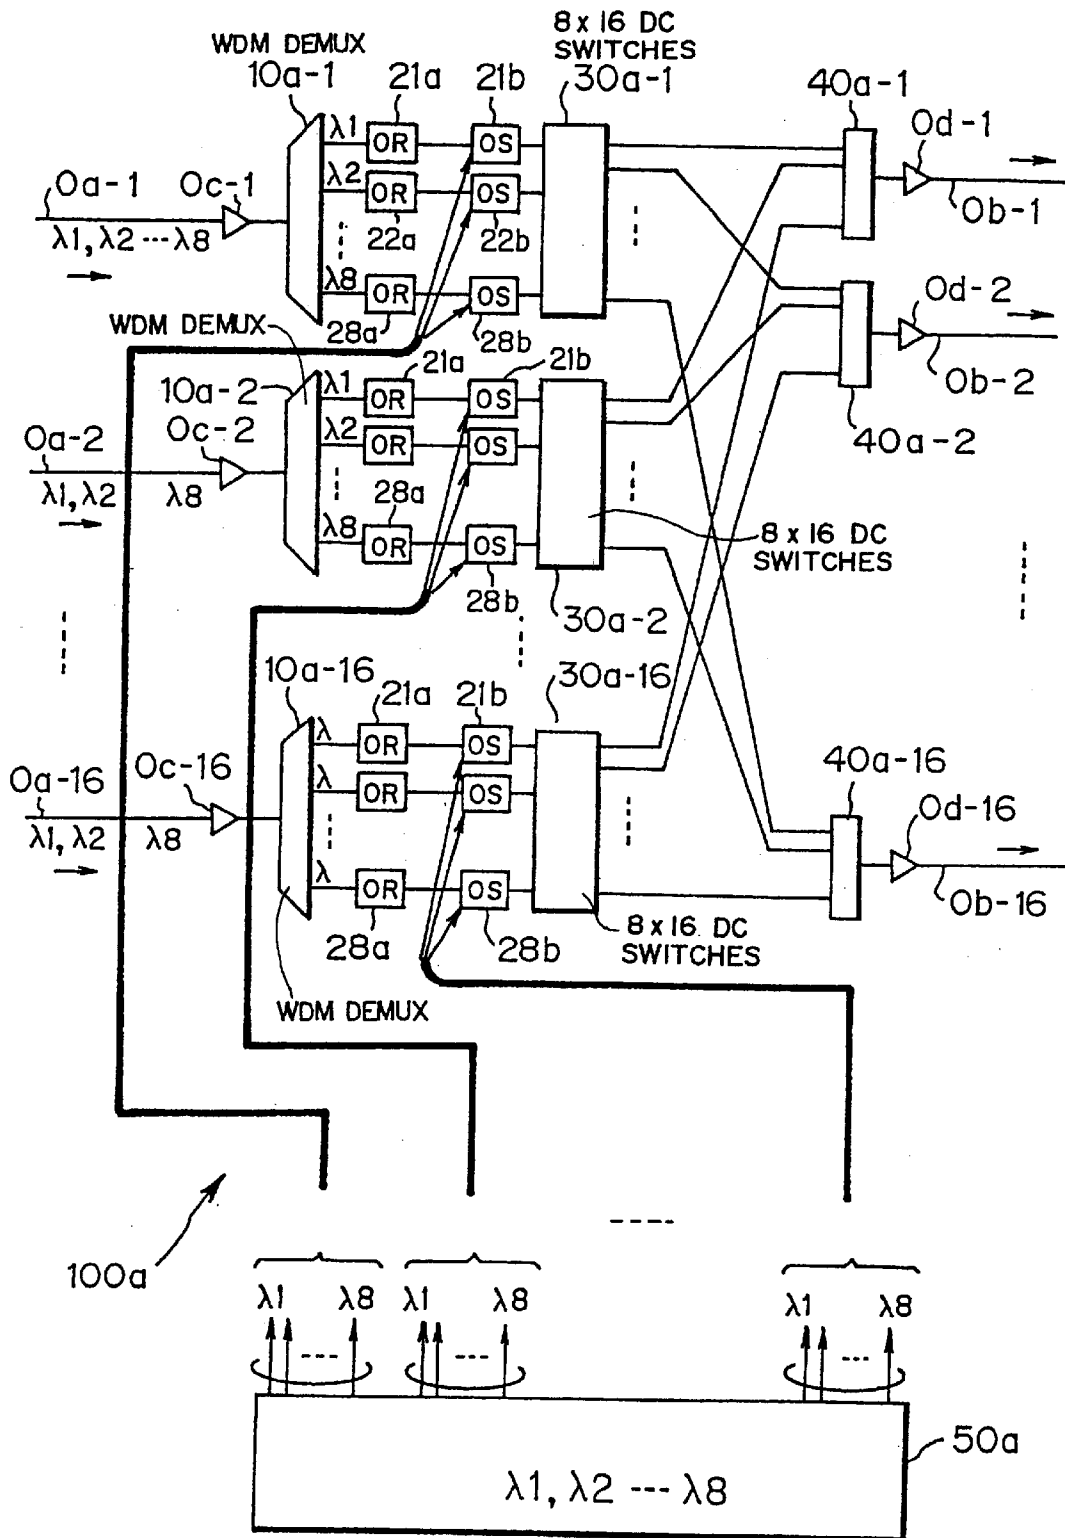 8 x 16 DC
SWITCHES
WDM DEMUX
10a-1
21a
21b
30a-1
40a-1
Od-1
λ1
OR
OS
λ2
OR
OS
Oa-1
Oc-1
22a
22b
Ob-1
λ1, λ2 --- λ8
λ8
OR
OS
28a
28b
Od-2
WDM DEMUX
Ob-2
21a
21b
10a-2
λ1
OR
OS
40a-2
Oa-2
Oc-2
λ2
OR
OS
λ1, λ2
λ8
28a
λ8
OR
OS
8 x 16 DC
SWITCHES
28b
30a-2
10a-16
21a
21b
30a-16
λ
OR
OS
Oa-16
Oc-16
λ
OR
OS
40a-16
Od-16
λ1, λ2
λ8
λ
OR
OS
Ob-16
28a
28b
8 x 16. DC
SWITCHES
WDM DEMUX
100a
λ1
λ8
λ1
λ8
λ1
λ8
50a
λ1, λ2 --- λ8